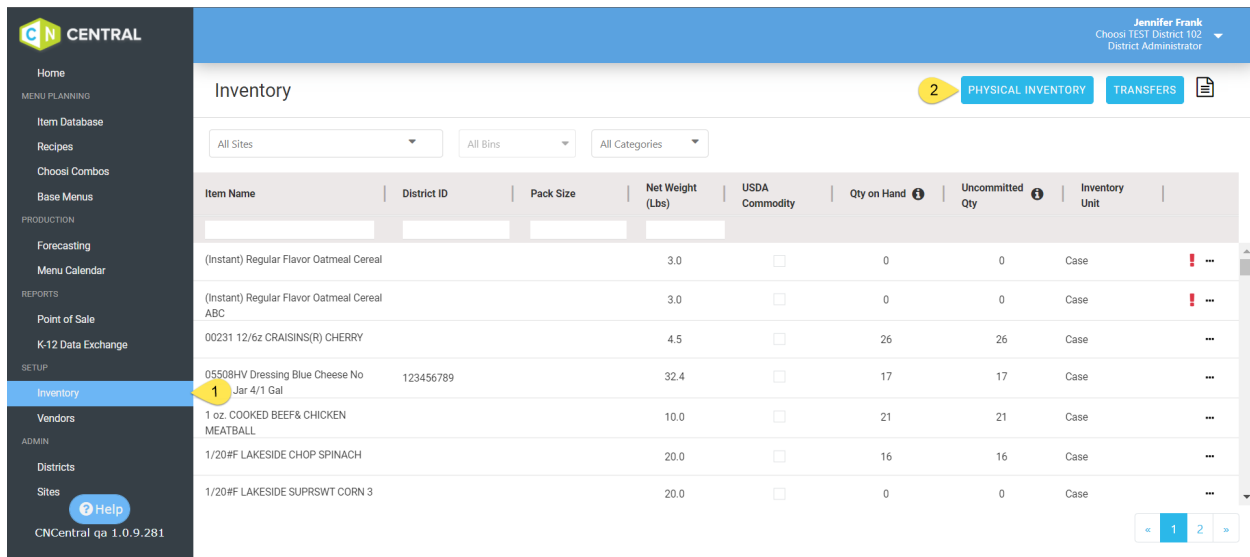 CN CENTRAL
Jennifer Frank
Choosi TEST District 102
District Administrator
Home
MENU PLANNING
Item Database
Recipes
Choosi Combos
Base Menus
PRODUCTION
Forecasting
Menu Calendar
REPORTS
Point of Sale
K-12 Data Exchange
SETUP
Inventory
1
Vendors
ADMIN
Districts
Sites
?Help
CNCentral qa 1.0.9.281
Inventory
2
PHYSICAL INVENTORY
TRANSFERS
All Sites
All Bins
All Categories
Item Name District ID Pack Size Net Weight (Lbs) USDA Commodity Qty on Hand Uncommitted Qty Inventory Unit
(Instant) Regular Flavor Oatmeal Cereal 3.0 0 0 Case
(Instant) Regular Flavor Oatmeal Cereal
ABC 3.0 0 0 Case
00231 12/6z CRAISINS(R) CHERRY 4.5 26 26 Case
05508HV Dressing Blue Cheese No 123456789 32.4 17 17 Case
Jar 4/1 Gal
1 oz. COOKED BEEF& CHICKEN
MEATBALL 10.0 21 21 Case
1/20#F LAKESIDE CHOP SPINACH 20.0 16 16 Case
1/20#F LAKESIDE SUPRSWT CORN 3 20.0 0 0 Case
« 1 2 »